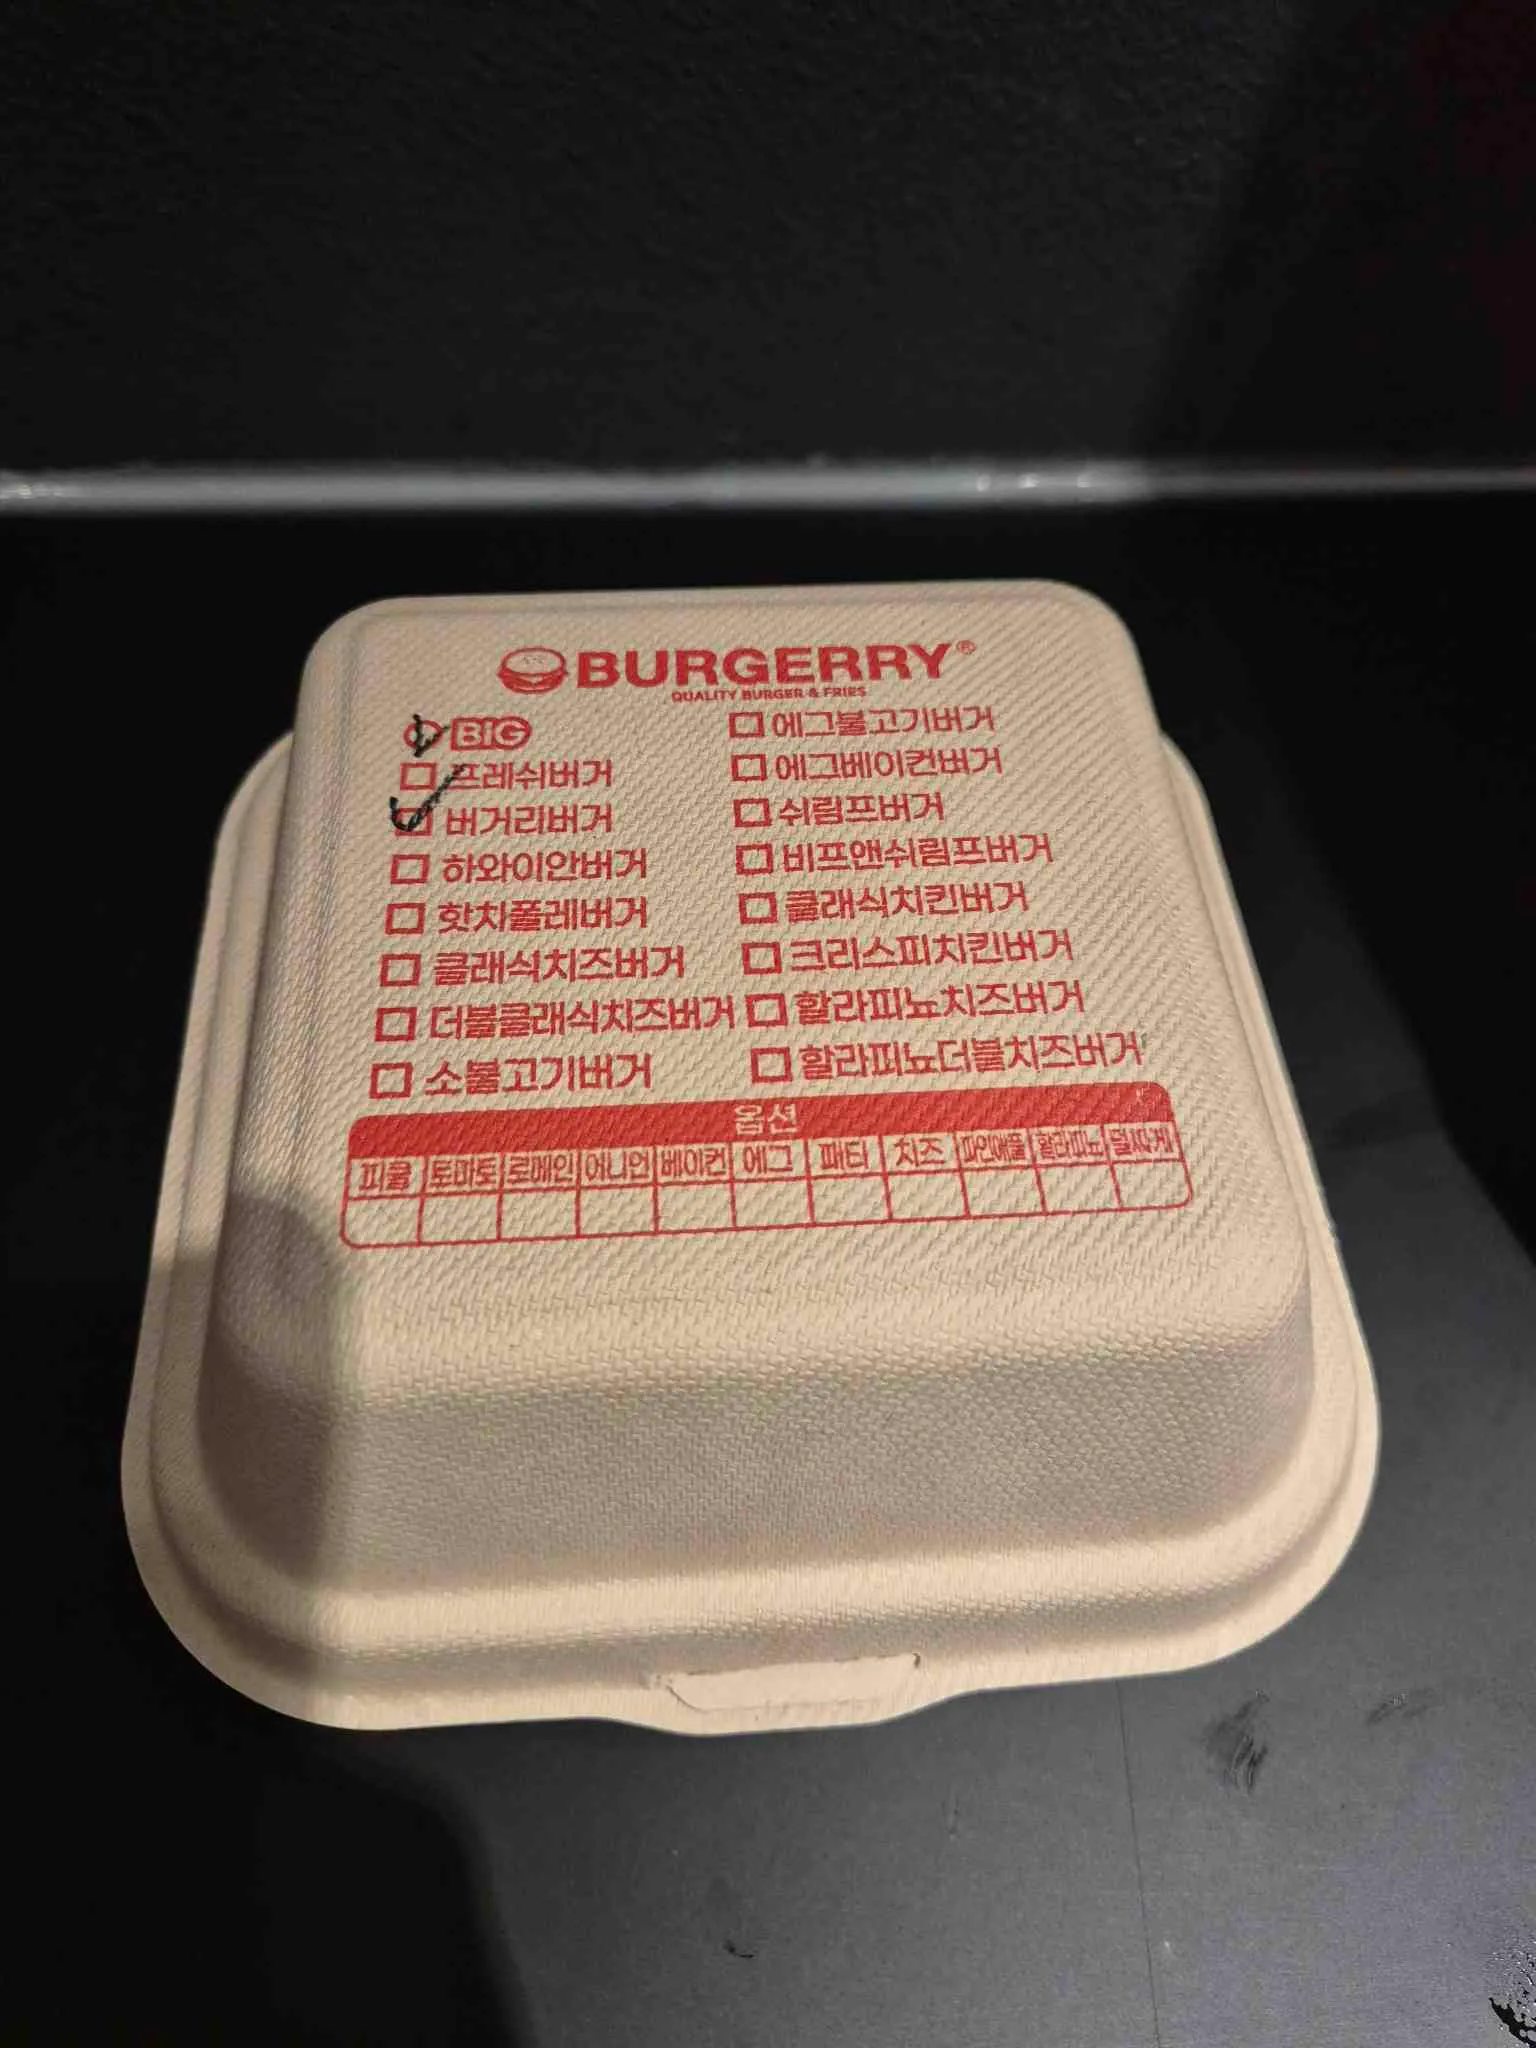 BURGERRY®
QUALITY BURGER & FRIES
BIG
프레쉬버거
버거리버거
하와이안버거
핫차폴레버거
클래식치즈버거
더블클래식치즈버거
소불고기버거
에그불고기버거
에그베이컨버거
쉬림프버거
비프앤쉬림프버거
클래식치킨버거
크리스피치킨버거
할라피뇨치즈버거
할라피뇨더블치즈버거
옵션
피클 토마토 로메인 어니언 베이컨 에그 패티 치즈 파인애플 할라피뇨 덜짜게